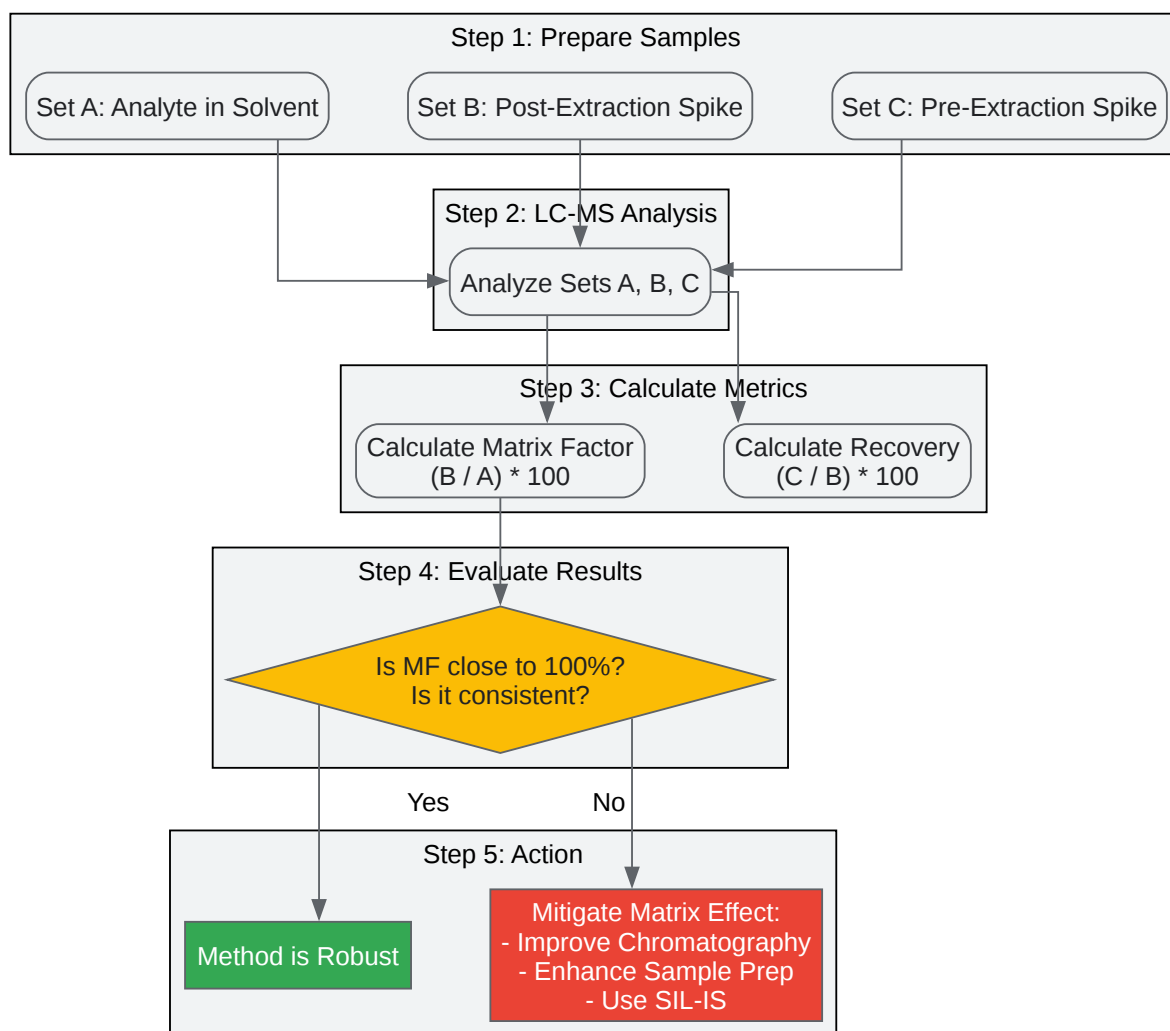 Step 1: Prepare Samples
Set A: Analyte in Solvent
Set B: Post-Extraction Spike
Set C: Pre-Extraction Spike
Step 2: LC-MS Analysis
Analyze Sets A, B, C
Step 3: Calculate Metrics
Calculate Matrix Factor
(B / A) * 100
Calculate Recovery
(C / B) * 100
Step 4: Evaluate Results
Is MF close to 100%?
Is it consistent?
Yes
No
Step 5: Action
Method is Robust
Mitigate Matrix Effect:
- Improve Chromatography
- Enhance Sample Prep
- Use SIL-IS